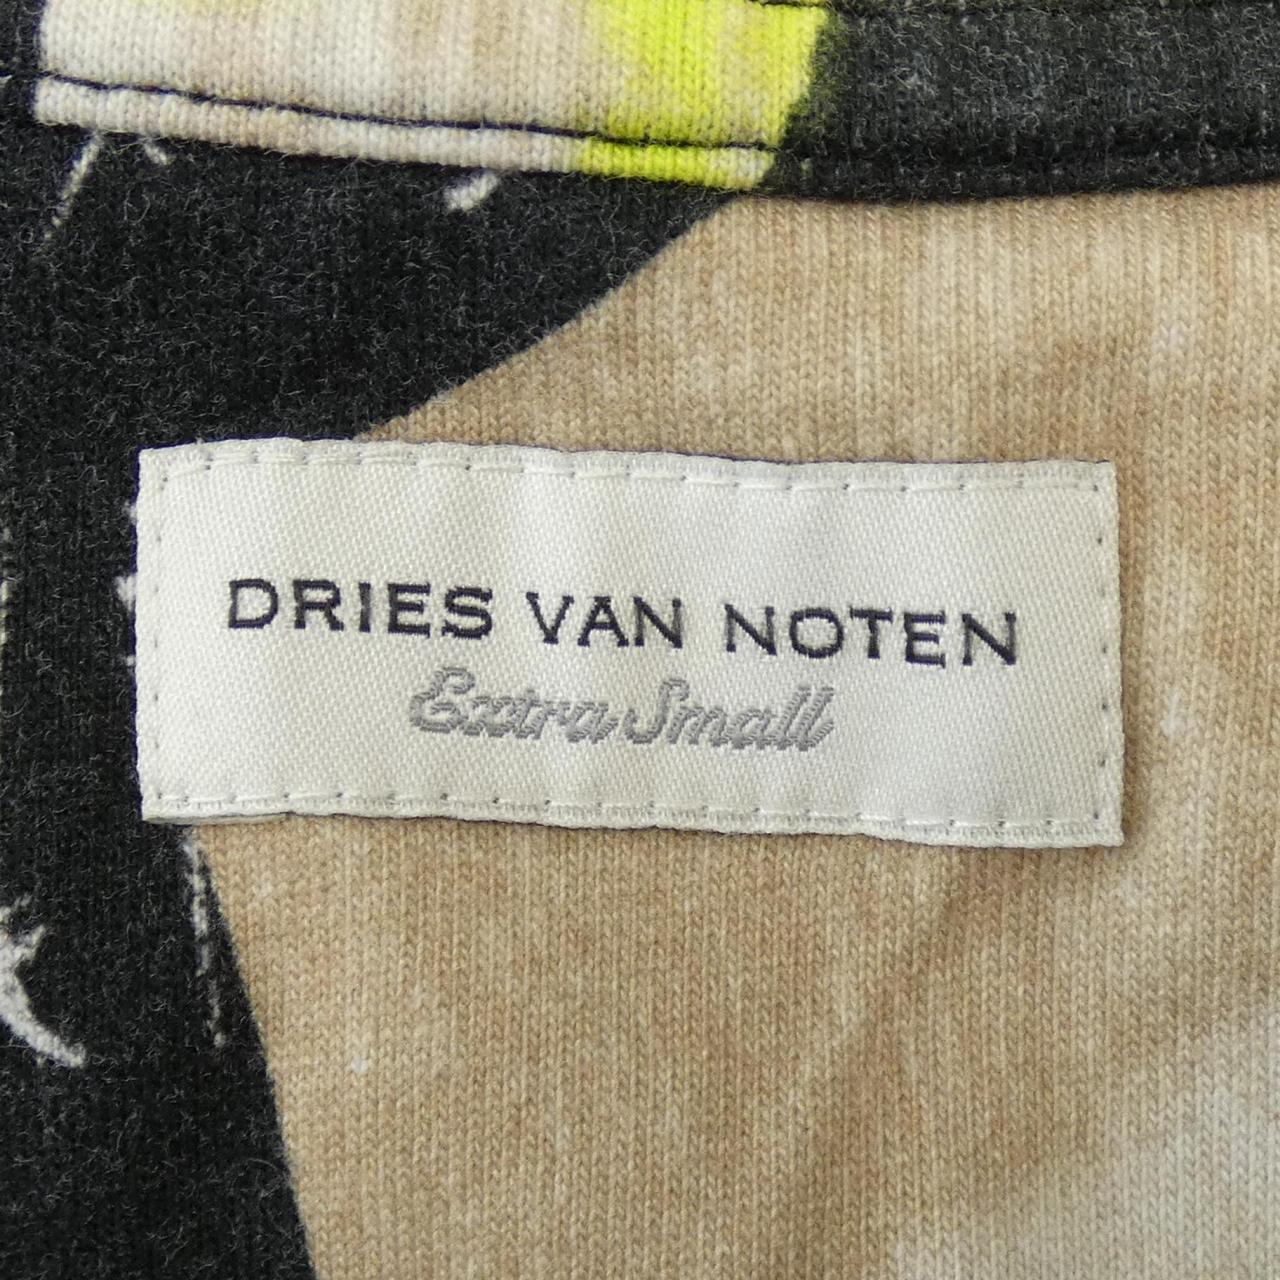 DRIES VAN NOTEN
Extra Small